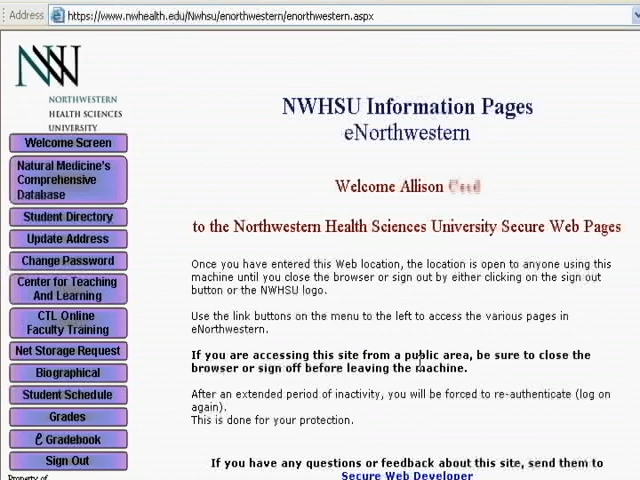 Address https://www.nwhealth.edu/Nwhsu/enorthwestern/enorthwestern.aspx
NW
NORTHWESTERN
HEALTH SCIENCES
UNIVERSITY
Welcome Screen
Natural Medicine's
Comprehensive
Database
Student Directory
Update Address
Change Password
Center for Teaching
And Learning
CTL Online
Faculty Training
Net Storage Request
Biographical
Student Schedule
Grades
e Gradebook
Sign Out
Property of
NWHSU Information Pages
eNorthwestern
Welcome Allison
to the Northwestern Health Sciences University Secure Web Pages
Once you have entered this Web location, the location is open to anyone using this
machine until you close the browser or sign out by either clicking on the sign out
button or the NWHSU logo.
Use the link buttons on the menu to the left to access the various pages in
eNorthwestern.
If you are accessing this site from a public area, be sure to close the
browser or sign off before leaving the machine.
After an extended period of inactivity, you will be forced to re-authenticate (log on
again).
This is done for your protection.
If you have any questions or feedback about this site, send them to
Secure Web Developer